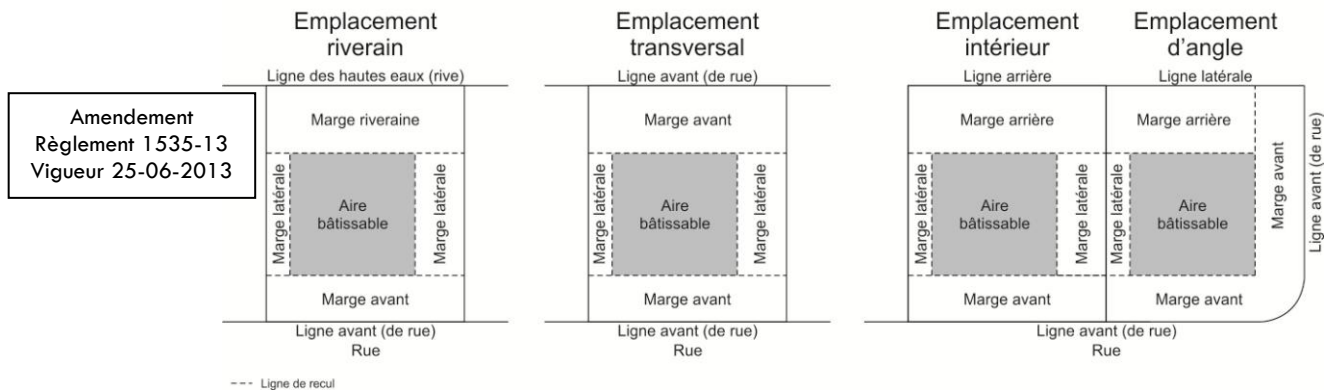 Amendement
Règlement 1535-13
Vigueur 25-06-2013
Emplacement
riverain
Ligne des hautes eaux (rive)
Marge riveraine
Marge latérale
Aire
bâtissable
Marge latérale
Marge avant
Ligne avant (de rue)
Rue
Emplacement
transversal
Ligne avant (de rue)
Marge avant
Marge latérale
Aire
bâtissable
Marge latérale
Marge avant
Ligne avant (de rue)
Rue
Emplacement
intérieur
Ligne arrière
Marge arrière
Marge latérale
Aire
bâtissable
Marge latérale
Marge avant
Emplacement
d'angle
Ligne latérale
Marge arrière
Marge latérale
Aire
bâtissable
Marge avant
Ligne avant (de rue)
Marge avant
Ligne avant (de rue)
Rue
Ligne de recul